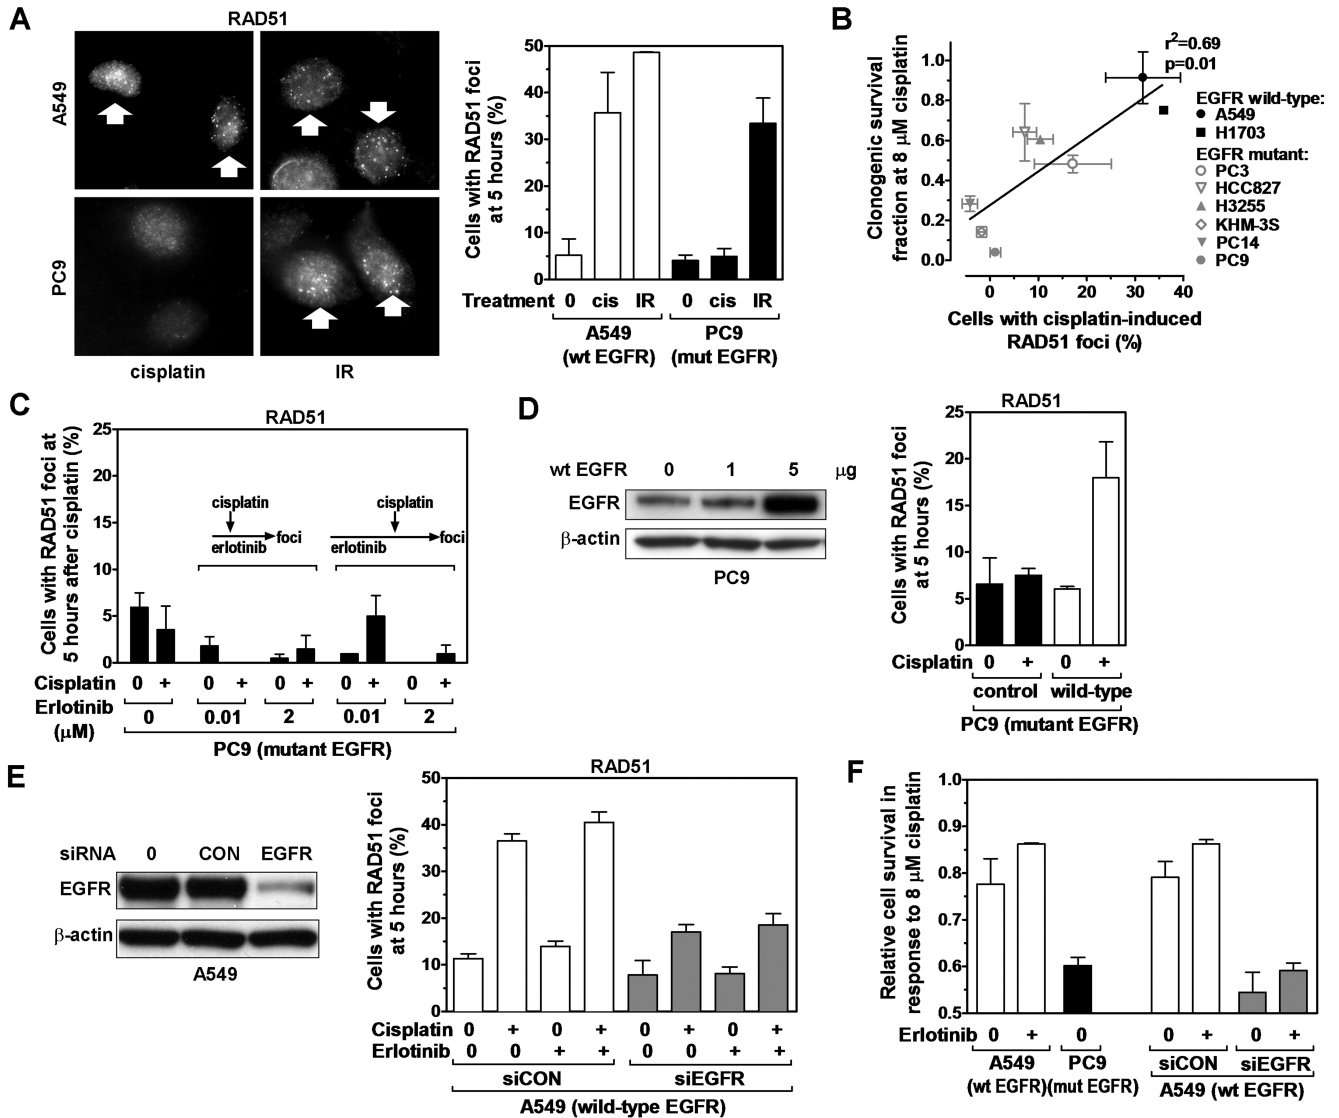 A
RAD51
A549
PC9
cisplatin
IR
Cells with RAD51 foci
at 5 hours (%)
50
40
30
20
10
0
Treatment 0 cis IR 0 cis IR
A549 PC9
(wt EGFR) (mut EGFR)
B
r²=0.69
p=0.01
Clonogenic survival
fraction at 8 μM cisplatin
1.0
0.8
0.6
0.4
0.2
0.0
0 10 20 30 40
Cells with cisplatin-induced
RAD51 foci (%)
EGFR wild-type:
A549
H1703
EGFR mutant:
PC3
HCC827
H3255
KHM-3S
PC14
PC9
C
RAD51
Cells with RAD51 foci at
5 hours after cisplatin (%)
25
20
15
10
5
0
cisplatin
foci
erlotinib
cisplatin
foci
erlotinib
Cisplatin 0 + 0 + 0 + 0 + 0 +
Erlotinib
(μM)
0 0.01 2 0.01 2
PC9 (mutant EGFR)
D
wt EGFR 0 1 5 μg
EGFR
β-actin
PC9
RAD51
Cells with RAD51 foci
at 5 hours (%)
25
20
15
10
5
0
Cisplatin 0 + 0 +
control wild-type
PC9 (mutant EGFR)
E
siRNA 0 CON EGFR
EGFR
β-actin
A549
RAD51
Cells with RAD51 foci
at 5 hours (%)
50
40
30
20
10
0
Cisplatin 0 + 0 + 0 + 0 +
Erlotinib 0 0 + + 0 0 + +
siCON siEGFR
A549 (wild-type EGFR)
F
Relative cell survival in
response to 8 μM cisplatin
1.0
0.9
0.8
0.7
0.6
0.5
Erlotinib 0 + 0 0 + 0 +
A549 PC9 siCON siEGFR
(wt EGFR)(mut EGFR) A549 (wt EGFR)